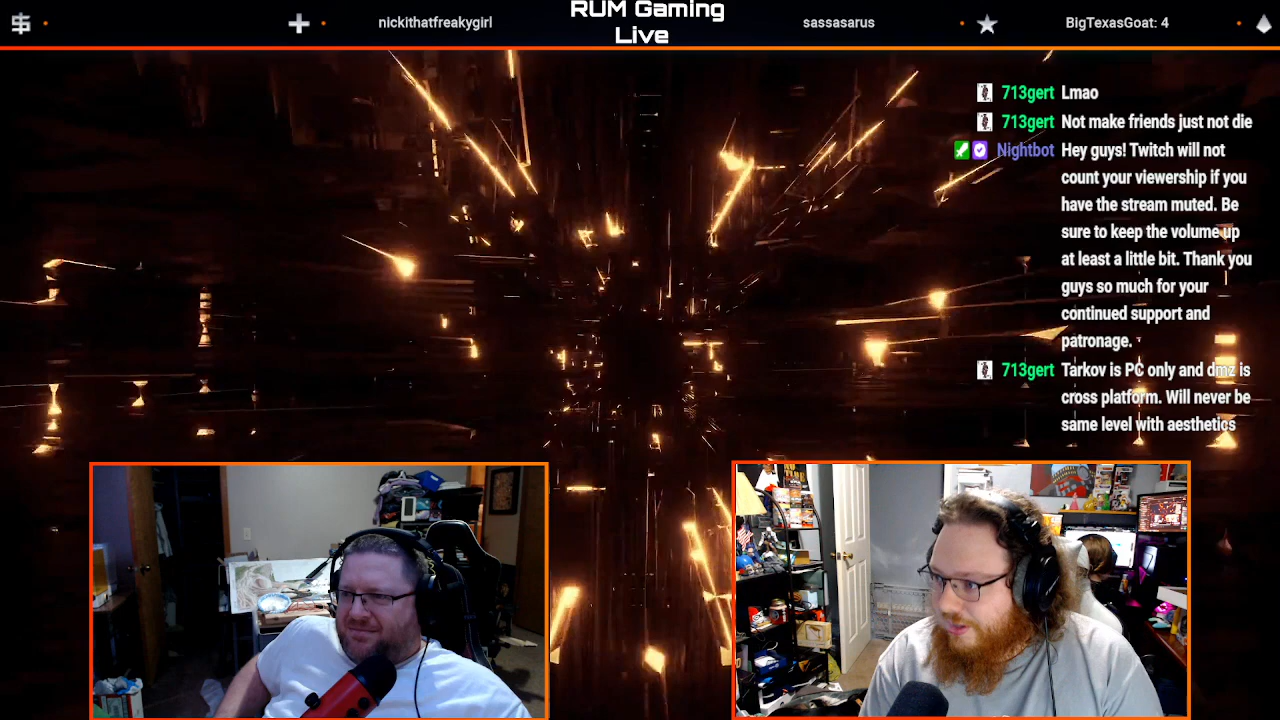 nickithatfreakygirl
RUM Gaming
Live
sassasarus
BigTexasGoat: 4
713gert Lmao
713gert Not make friends just not die
Nightbot Hey guys! Twitch will not
count your viewership if you
have the stream muted. Be
sure to keep the volume up
at least a little bit. Thank you
guys so much for your
continued support and
patronage.
713gert Tarkov is PC only and dmz is
cross platform. Will never be
same level with aesthetics